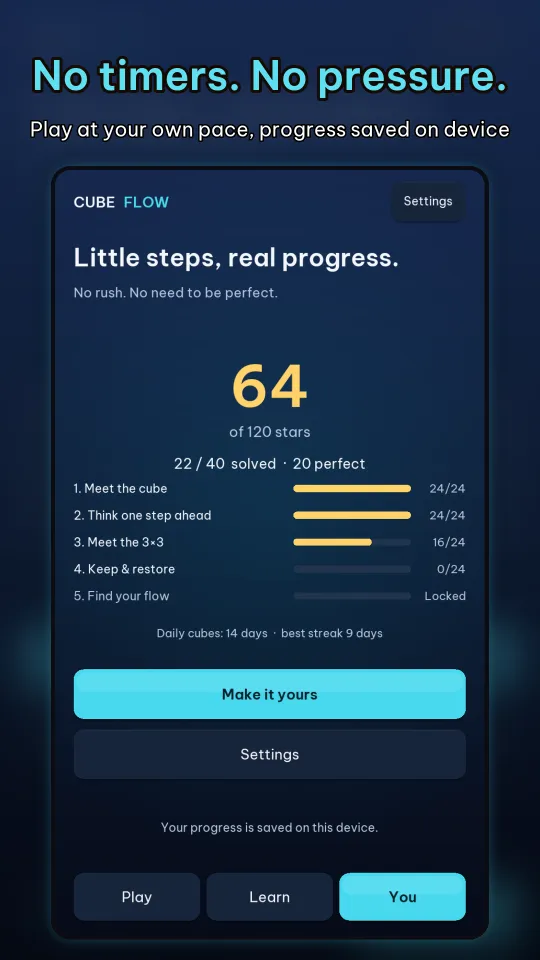 No timers. No pressure.
Play at your own pace, progress saved on device
CUBE FLOW
Settings
Little steps, real progress.
No rush. No need to be perfect.
64
of 120 stars
22 / 40 solved · 20 perfect
1. Meet the cube 24/24
2. Think one step ahead 24/24
3. Meet the 3×3 16/24
4. Keep & restore 0/24
5. Find your flow Locked
Daily cubes: 14 days · best streak 9 days
Make it yours
Settings
Your progress is saved on this device.
Play Learn You